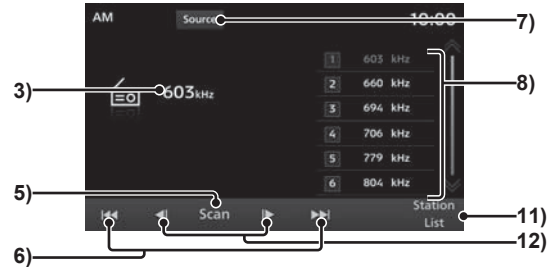 AM
Source
10:00
7)
3)
603kHz
1 603 kHz
2 660 kHz
3 694 kHz
4 706 kHz
5 779 kHz
6 804 kHz
8)
5)
Scan
Station
List
11)
6)
12)